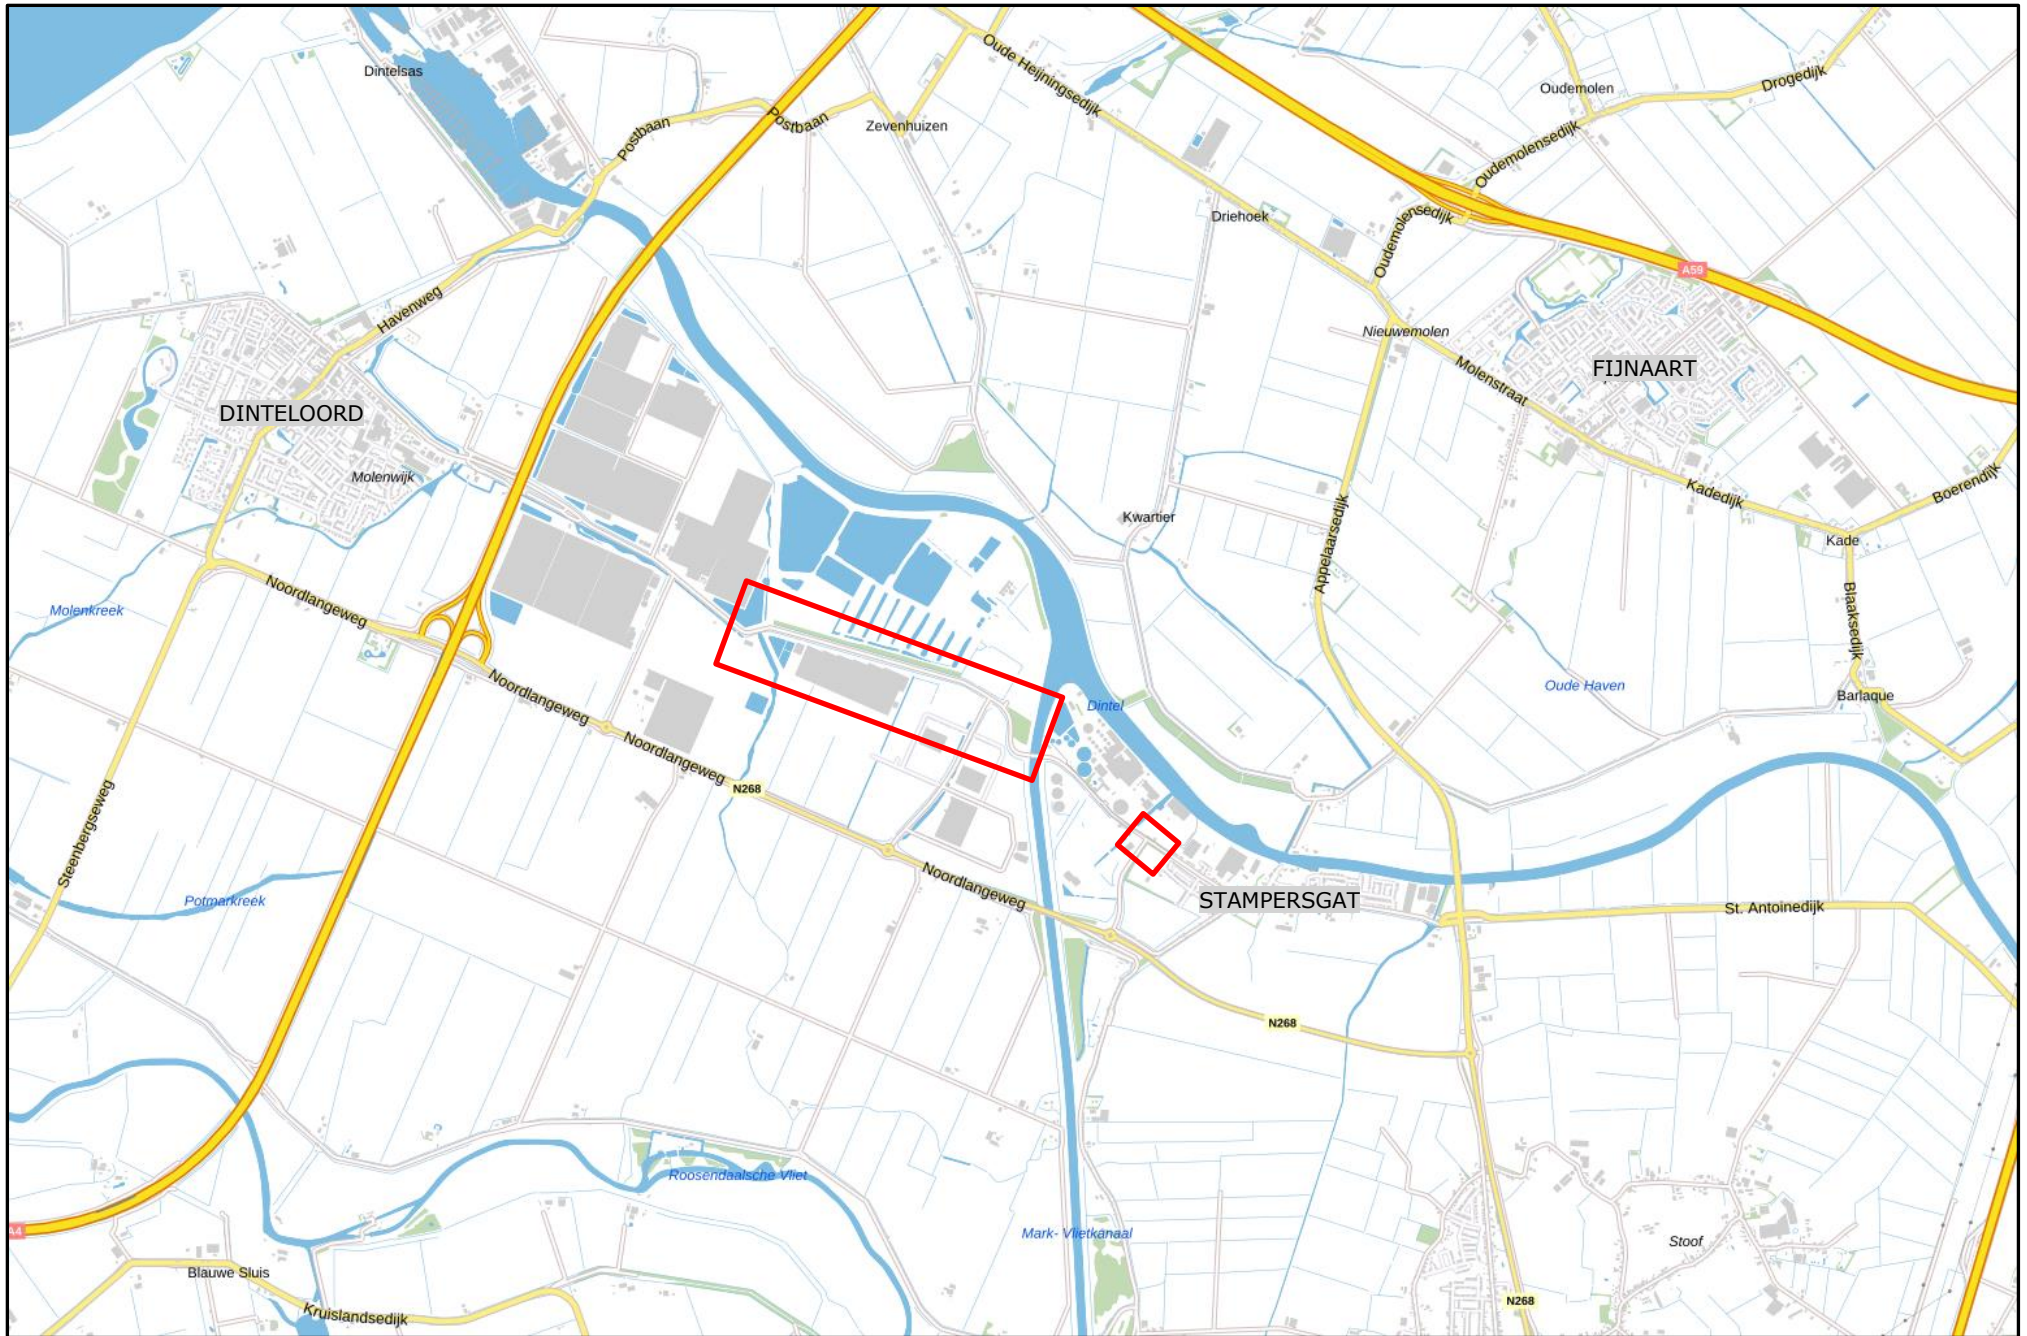 Oude Heijningsedijk
Dintelsas
Drogedijk
Oudemolen
Postbaan
Postbaan
Zevenhuizen
Oudemolensedijk
Driehoek
Oudemolensedijk
A59
Havenweg
Nieuwemolen
FIJNAART
Molenstraat
DINTELOORD
Molenwijk
Boerendijk
Kadedijk
Kwartier
Appelaarsedijk
Kade
Noordlangeweg
Molenkreek
Blaaksedijk
Noordlangeweg
Oude Haven
Barlaque
Dintel
Noordlangeweg
N268
Steenbergseweg
Noordlangeweg
Potmarkreek
STAMPERSGAT
St. Antoinedijk
N268
Roosendaalsche Vliet
A4
Mark- Vlietkanaal
Stoof
Blauwe Sluis
Kruislandsedijk
N268